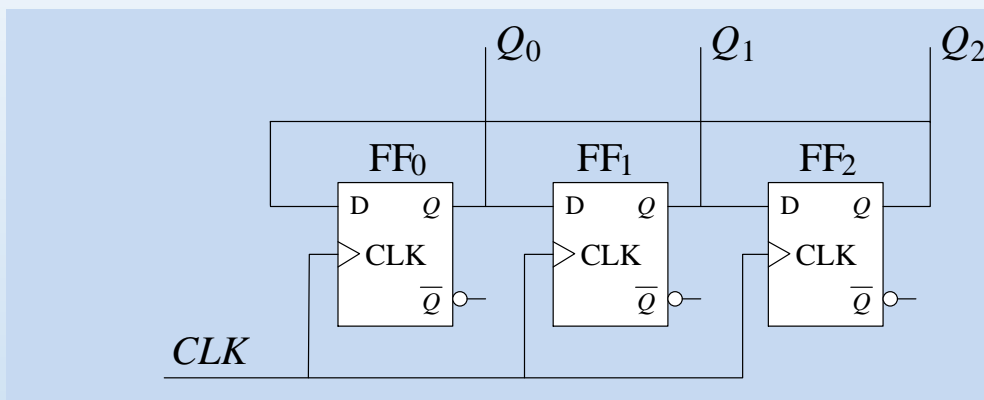 Q0 Q1 Q2
FF0 FF1 FF2
D Q D Q D Q
CLK CLK CLK
Q̅ Q̅ Q̅
CLK